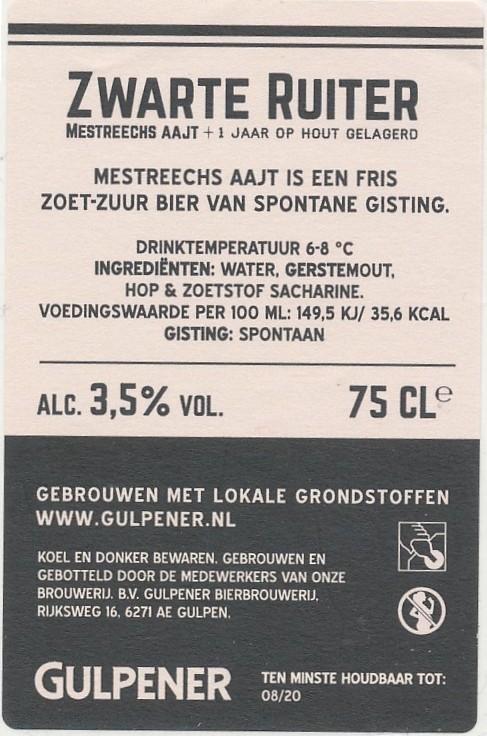 ZWARTE RUITER
MESTREECHS AAJT + 1 JAAR OP HOUT GELAGERD
MESTREECHS AAJT IS EEN FRIS
ZOET-ZUUR BIER VAN SPONTANE GISTING.
DRINKTEMPERATUUR 6-8 °C
INGREDIËNTEN: WATER, GERSTEMOUT,
HOP & ZOETSTOF SACHARINE.
VOEDINGSWAARDE PER 100 ML: 149,5 KJ/ 35,6 KCAL
GISTING: SPONTAAN
ALC. 3,5% VOL. 75 CL℮
GEBROUWEN MET LOKALE GRONDSTOFFEN
WWW.GULPENER.NL
KOEL EN DONKER BEWAREN. GEBROUWEN EN
GEBOTTELD DOOR DE MEDEWERKERS VAN ONZE
BROUWERIJ. B.V. GULPENER BIERBROUWERIJ,
RIJKSWEG 16, 6271 AE GULPEN.
GULPENER
TEN MINSTE HOUDBAAR TOT:
08/20